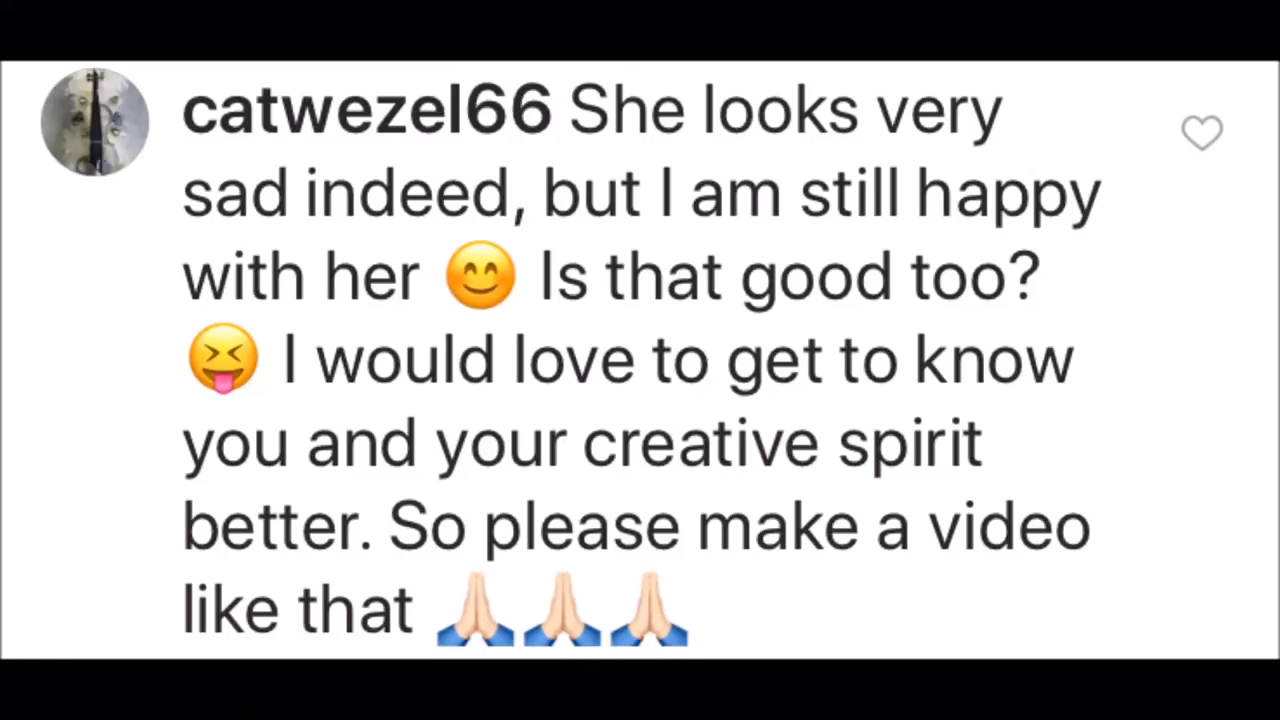 catwezel66 She looks very
sad indeed, but I am still happy
with her 😊 Is that good too?
😝 I would love to get to know
you and your creative spirit
better. So please make a video
like that 🙏🏻🙏🏻🙏🏻